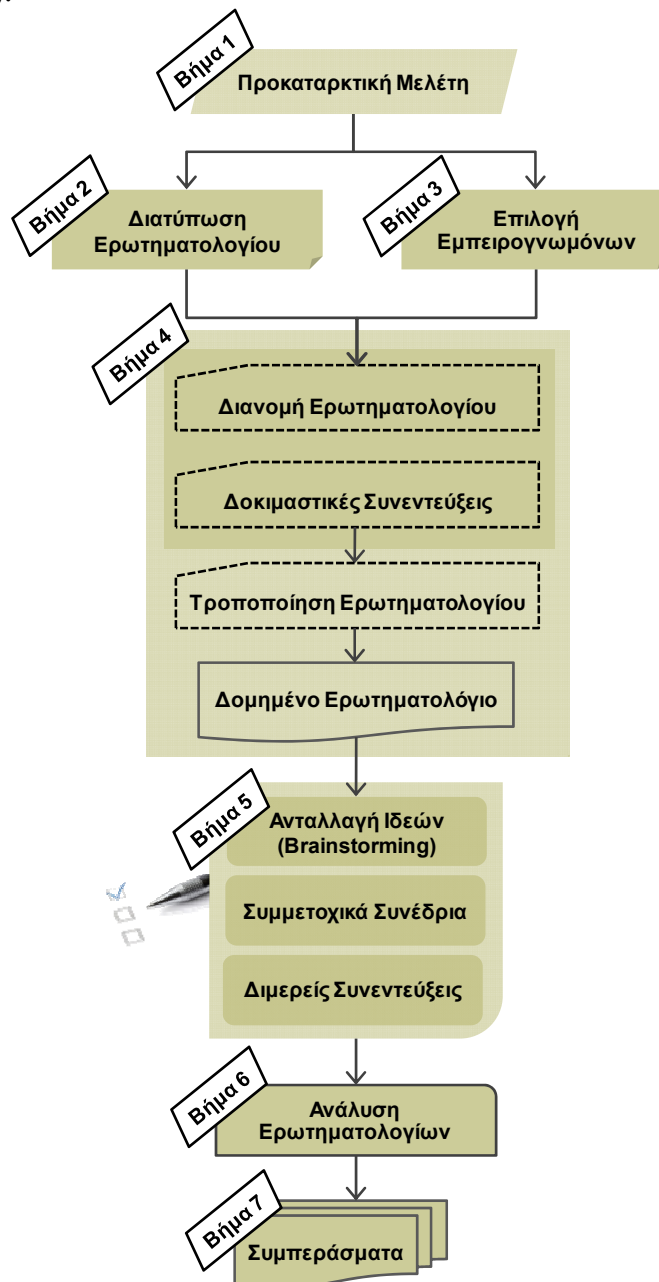 Βήμα 1
Προκαταρκτική Μελέτη
Βήμα 2
Διατύπωση
Ερωτηματολογίου
Βήμα 3
Επιλογή
Εμπειρογνωμόνων
Βήμα 4
Διανομή Ερωτηματολογίου
Δοκιμαστικές Συνεντεύξεις
Τροποποίηση Ερωτηματολογίου
Δομημένο Ερωτηματολόγιο
Βήμα 5
Ανταλλαγή Ιδεών
(Brainstorming)
Συμμετοχικά Συνέδρια
Διμερείς Συνεντεύξεις
Βήμα 6
Ανάλυση
Ερωτηματολογίων
Βήμα 7
Συμπεράσματα